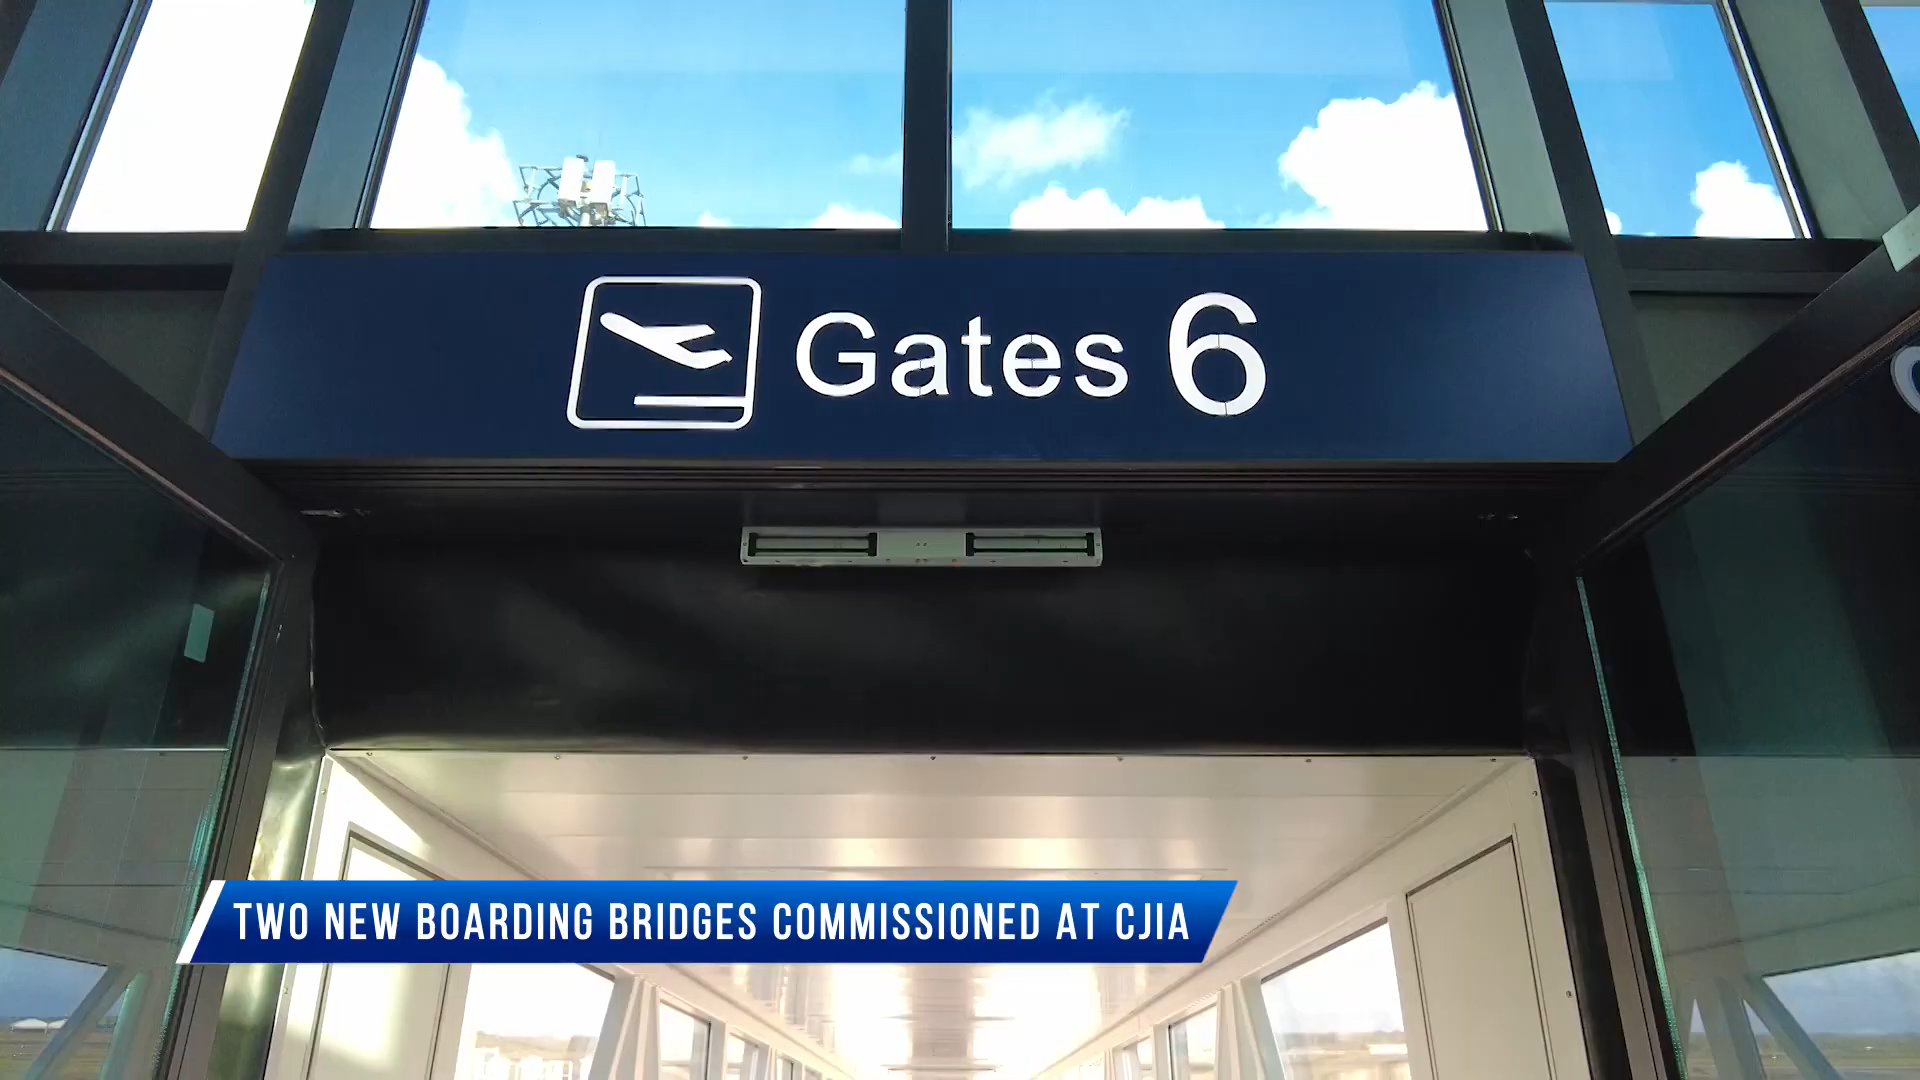 Gates 6
TWO NEW BOARDING BRIDGES COMMISSIONED AT CJIA